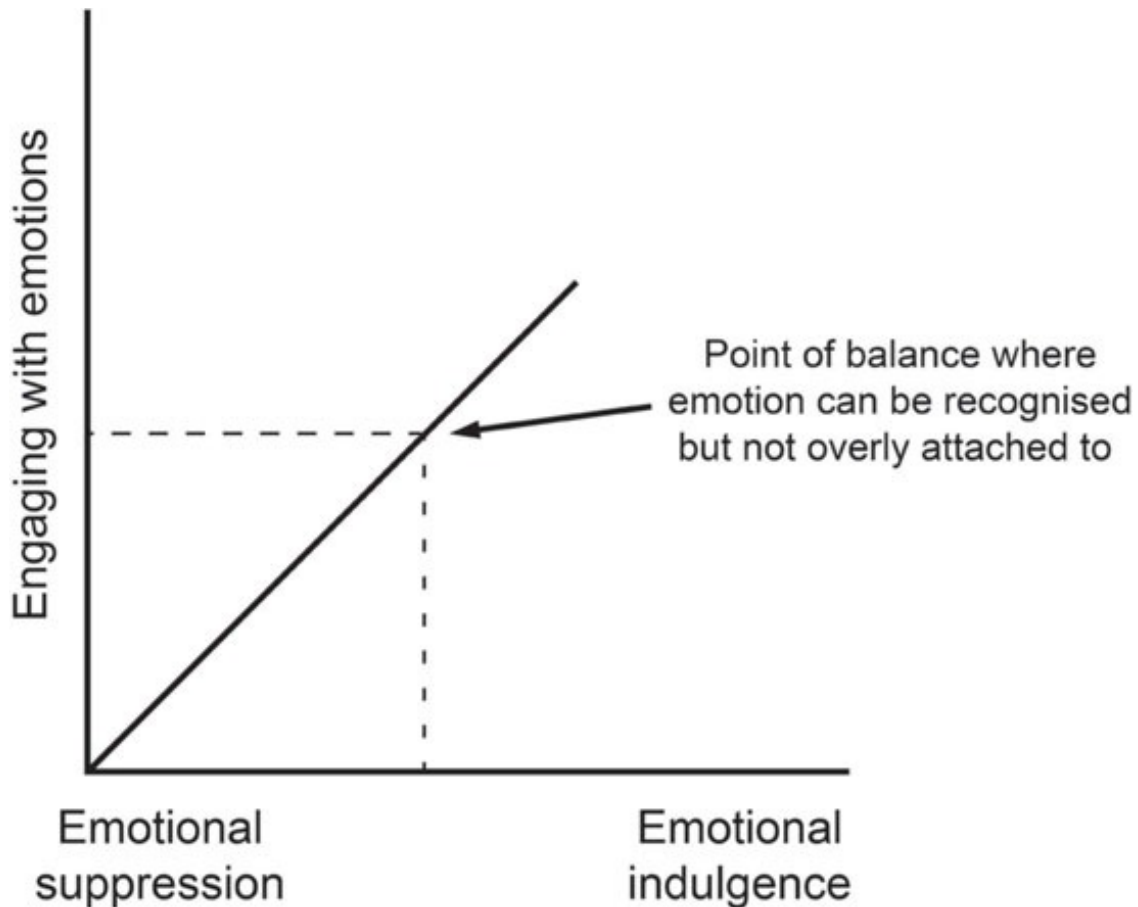 Engaging with emotions
Point of balance where
emotion can be recognised
but not overly attached to
Emotional
suppression
Emotional
indulgence